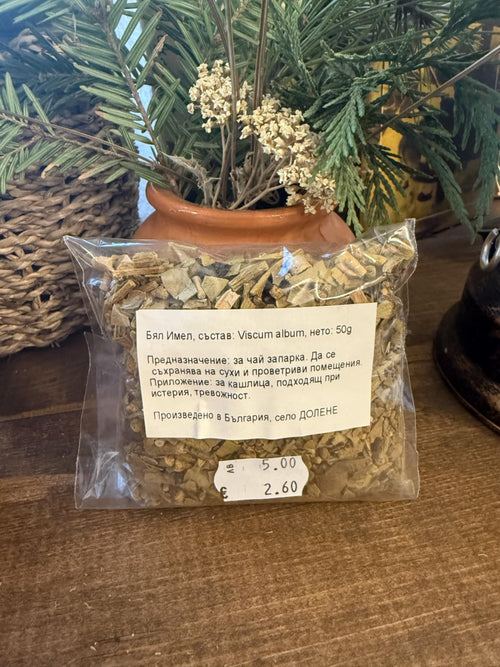 Бял Имел, състав: Viscum album, нето: 50g
Предназначение: за чай запарка. Да се
съхранява на сухи и проветриви помещения.
Приложение: за кашлица, подходящ при
истерия, тревожност.
Произведено в България, село ДОЛЕНЕ
ЛВ 5.00
€ 2.60